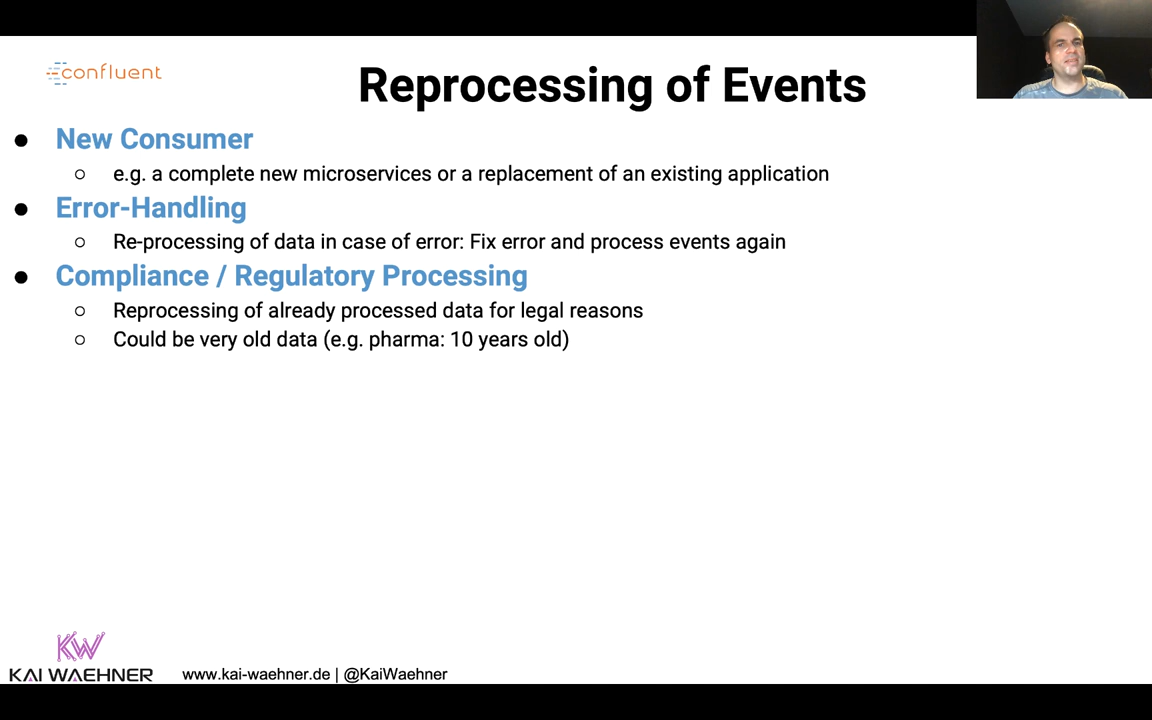 confluent
Reprocessing of Events
● New Consumer
○ e.g. a complete new microservices or a replacement of an existing application
● Error-Handling
○ Re-processing of data in case of error: Fix error and process events again
● Compliance / Regulatory Processing
○ Reprocessing of already processed data for legal reasons
○ Could be very old data (e.g. pharma: 10 years old)
KW
KAI WAEHNER
www.kai-waehner.de | @KaiWaehner